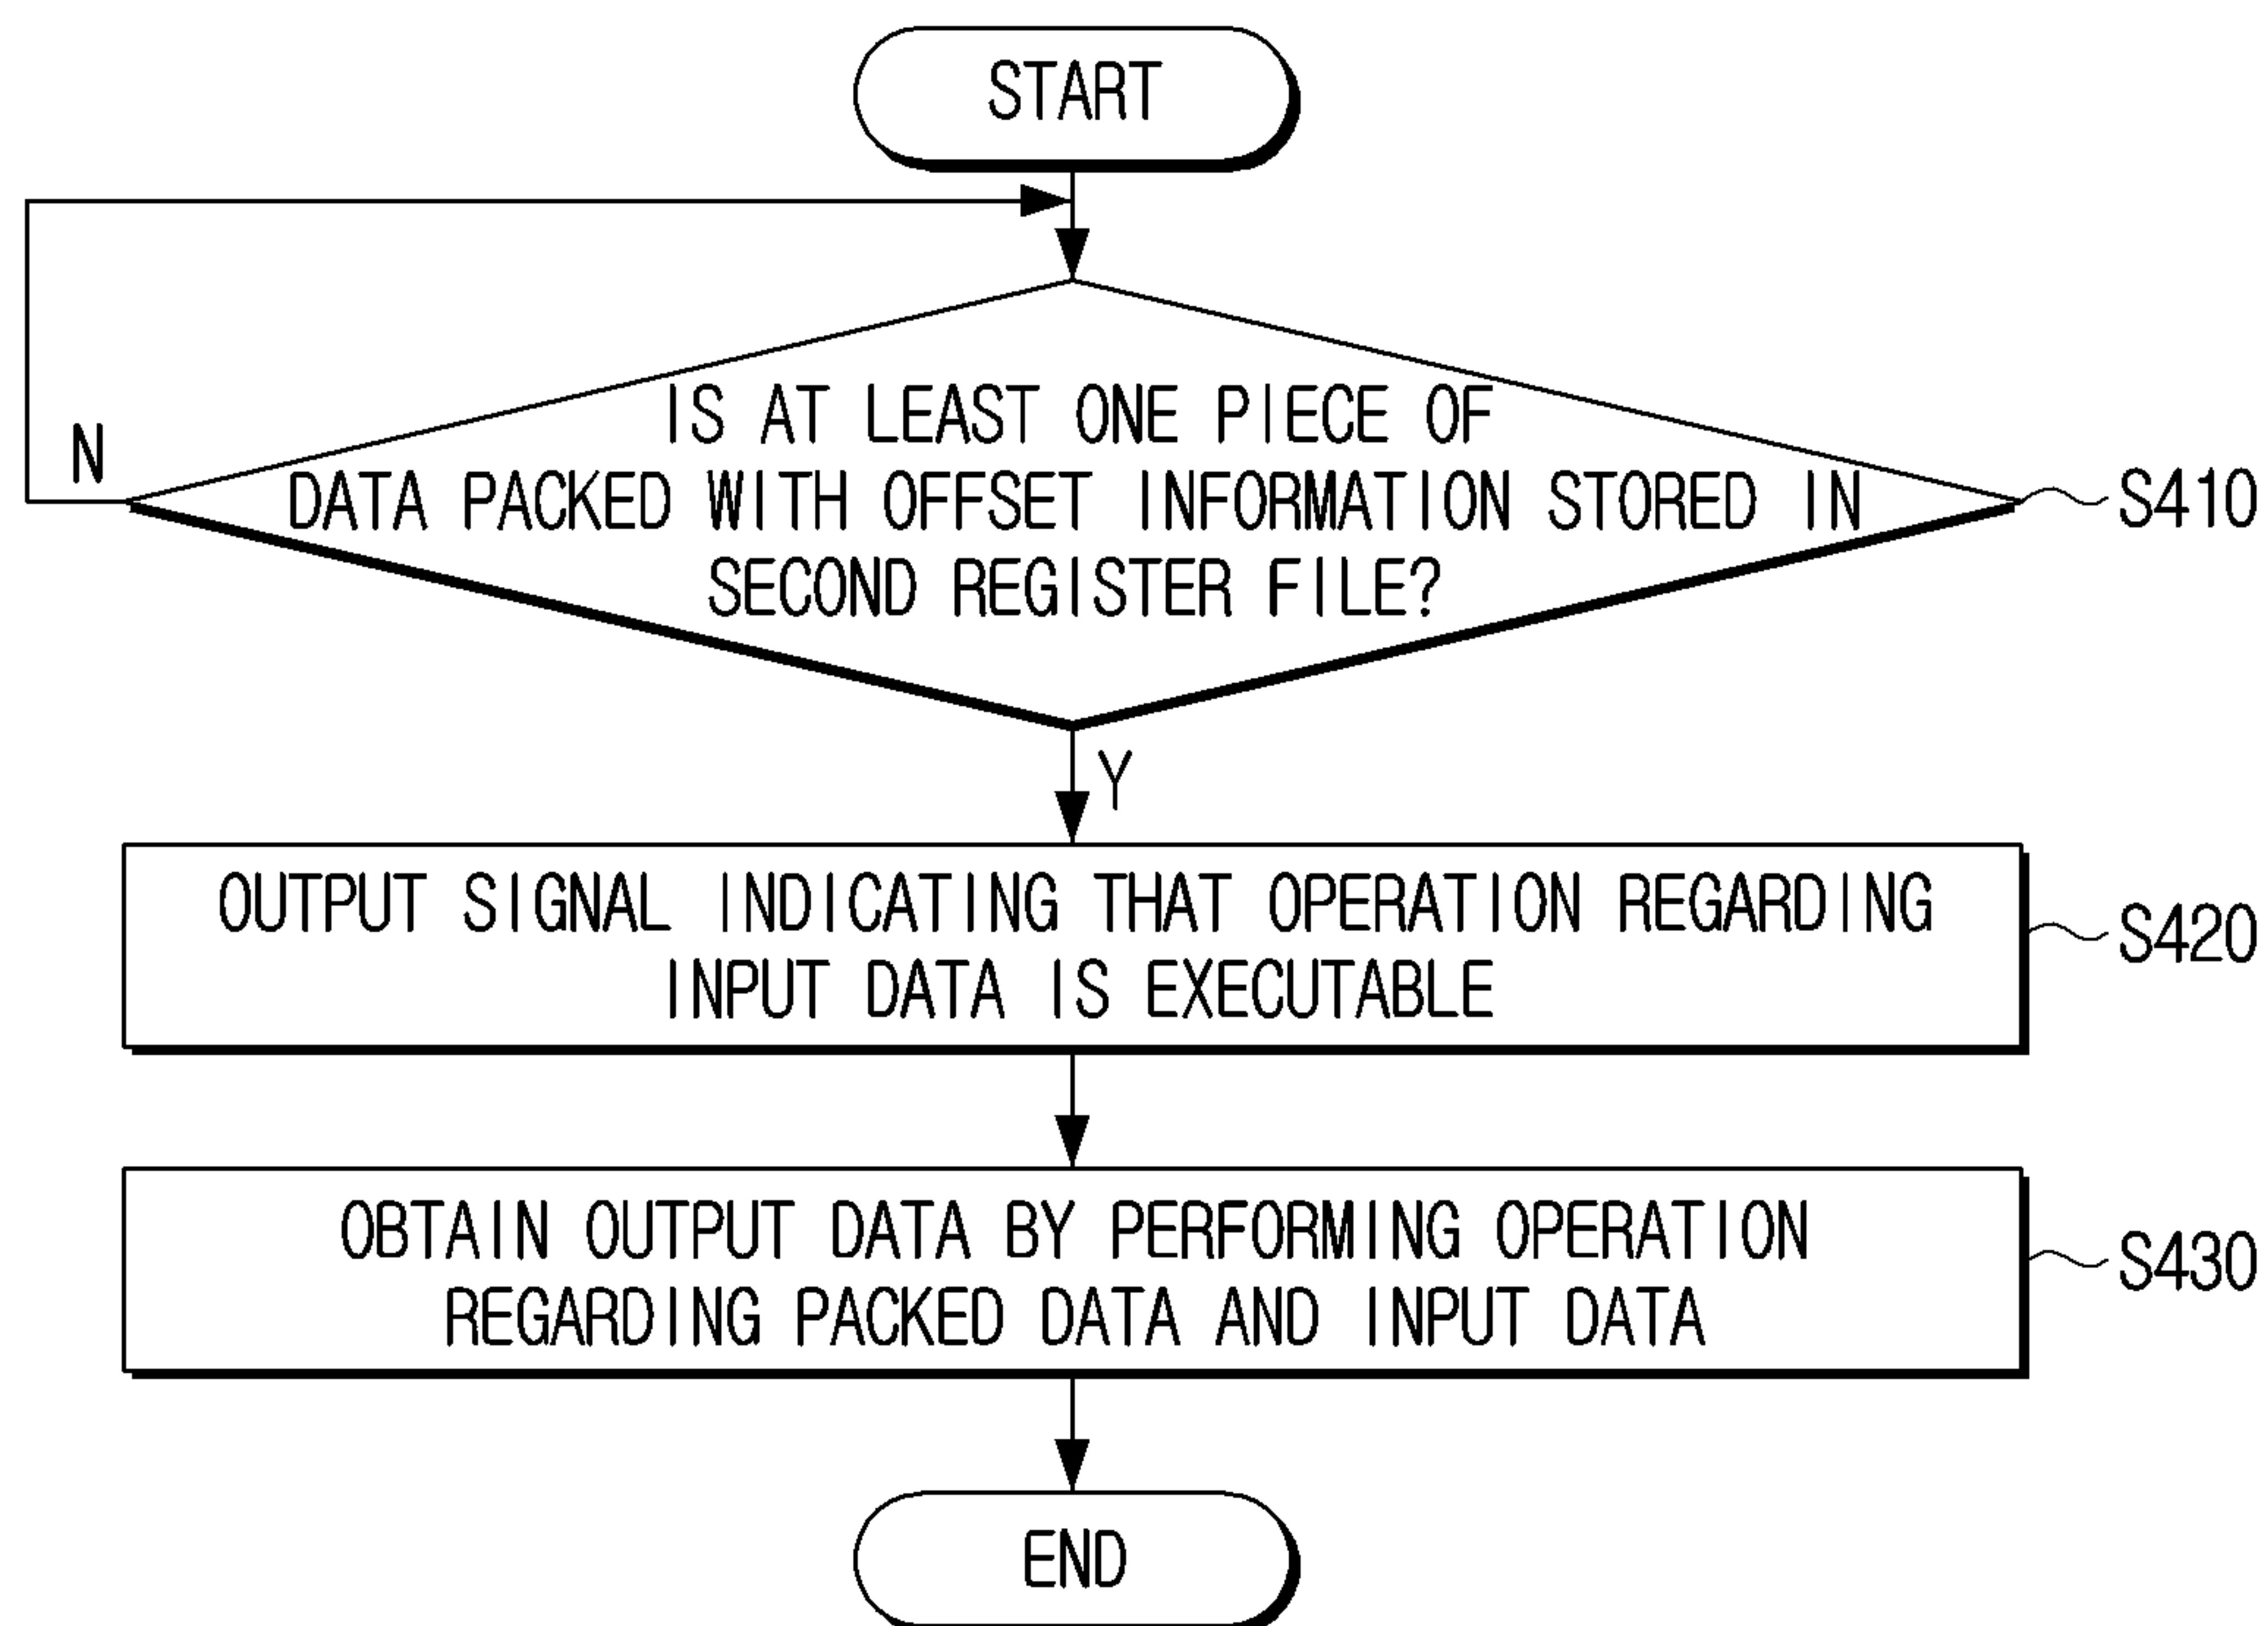 START
IS AT LEAST ONE PIECE OF
N
DATA PACKED WITH OFFSET INFORMATION STORED IN
S410
SECOND REGISTER FILE?
Y
OUTPUT SIGNAL INDICATING THAT OPERATION REGARDING
INPUT DATA IS EXECUTABLE
S420
OBTAIN OUTPUT DATA BY PERFORMING OPERATION
REGARDING PACKED DATA AND INPUT DATA
S430
END